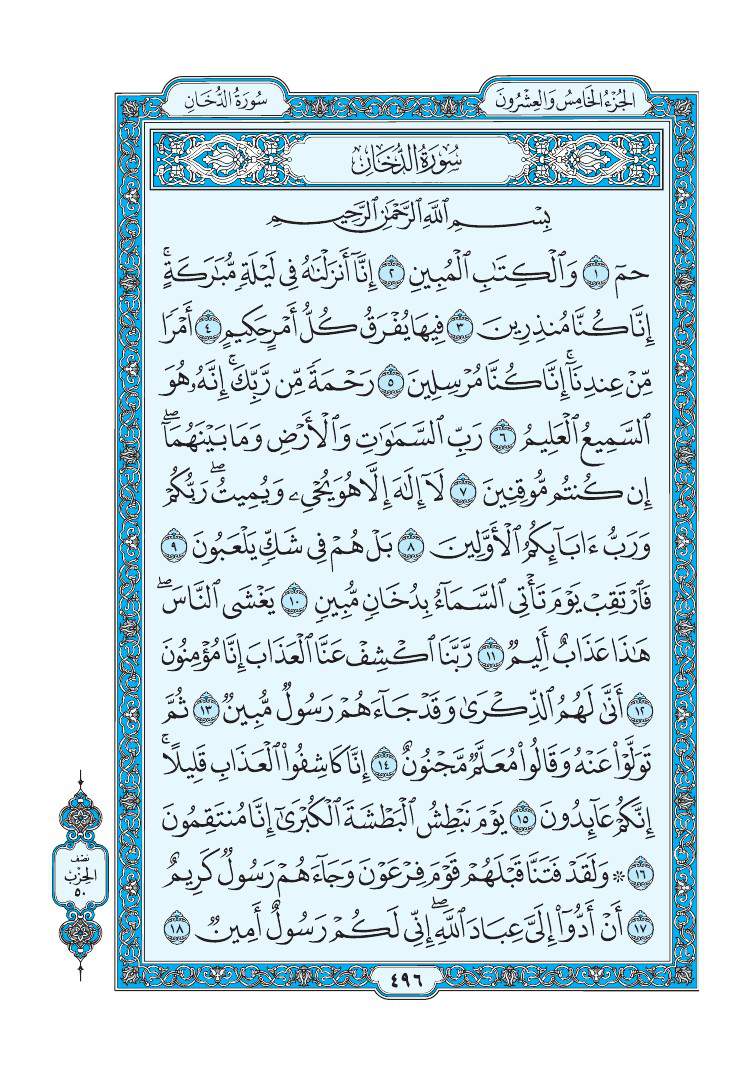 الجُزْءُ الخَامِسُ وَالعِشْرُونَ
سُورَةُ الدُّخَانِ
سُورَةُ الدُّخَانِ
بِسْمِ ٱللَّهِ ٱلرَّحْمَٰنِ ٱلرَّحِيمِ
حمٓ ١ وَٱلْكِتَٰبِ ٱلْمُبِينِ ٢ إِنَّآ أَنزَلْنَٰهُ فِى لَيْلَةٍ مُّبَٰرَكَةٍ ۚ
إِنَّا كُنَّا مُنذِرِينَ ٣ فِيهَا يُفْرَقُ كُلُّ أَمْرٍ حَكِيمٍ ٤ أَمْرًا
مِّنْ عِندِنَآ ۚ إِنَّا كُنَّا مُرْسِلِينَ ٥ رَحْمَةً مِّن رَّبِّكَ ۚ إِنَّهُۥ هُوَ
ٱلسَّمِيعُ ٱلْعَلِيمُ ٦ رَبِّ ٱلسَّمَٰوَٰتِ وَٱلْأَرْضِ وَمَا بَيْنَهُمَآ ۖ
إِن كُنتُم مُّوقِنِينَ ٧ لَآ إِلَٰهَ إِلَّا هُوَ يُحْىِۦ وَيُمِيتُ ۖ رَبُّكُمْ
وَرَبُّ ءَابَآئِكُمُ ٱلْأَوَّلِينَ ٨ بَلْ هُمْ فِى شَكٍّ يَلْعَبُونَ ٩
فَٱرْتَقِبْ يَوْمَ تَأْتِى ٱلسَّمَآءُ بِدُخَانٍ مُّبِينٍ ١٠ يَغْشَى ٱلنَّاسَ ۖ
هَٰذَا عَذَابٌ أَلِيمٌ ١١ رَّبَّنَا ٱكْشِفْ عَنَّا ٱلْعَذَابَ إِنَّا مُؤْمِنُونَ
١٢ أَنَّىٰ لَهُمُ ٱلذِّكْرَىٰ وَقَدْ جَآءَهُمْ رَسُولٌ مُّبِينٌ ١٣ ثُمَّ
تَوَلَّوْا۟ عَنْهُ وَقَالُوا۟ مُعَلَّمٌ مَّجْنُونٌ ١٤ إِنَّا كَاشِفُوا۟ ٱلْعَذَابِ قَلِيلًا ۚ
إِنَّكُمْ عَآئِدُونَ ١٥ يَوْمَ نَبْطِشُ ٱلْبَطْشَةَ ٱلْكُبْرَىٰٓ إِنَّا مُنتَقِمُونَ
١٦ ۞ وَلَقَدْ فَتَنَّا قَبْلَهُمْ قَوْمَ فِرْعَوْنَ وَجَآءَهُمْ رَسُولٌ كَرِيمٌ
١٧ أَنْ أَدُّوٓا۟ إِلَىَّ عِبَادَ ٱللَّهِ ۖ إِنِّى لَكُمْ رَسُولٌ أَمِينٌ ١٨
نصف
الحِزْبِ
٥٠
٤٩٦